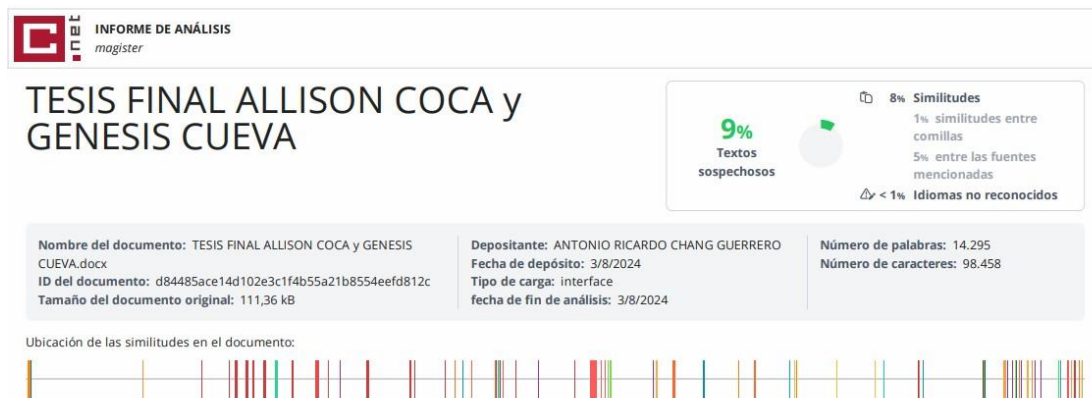 C
.net
INFORME DE ANÁLISIS
magister
TESIS FINAL ALLISON COCA y
GENESIS CUEVA
9%
Textos
sospechosos
8% Similitudes
1% similitudes entre
comillas
5% entre las fuentes
mencionadas
< 1% Idiomas no reconocidos
Nombre del documento: TESIS FINAL ALLISON COCA y GENESIS
CUEVA.docx
ID del documento: d84485ace14d102e3c1f4b55a21b8554eefd812c
Tamaño del documento original: 111,36 kB
Depositante: ANTONIO RICARDO CHANG GUERRERO
Fecha de depósito: 3/8/2024
Tipo de carga: interface
fecha de fin de análisis: 3/8/2024
Número de palabras: 14.295
Número de caracteres: 98.458
Ubicación de las similitudes en el documento: